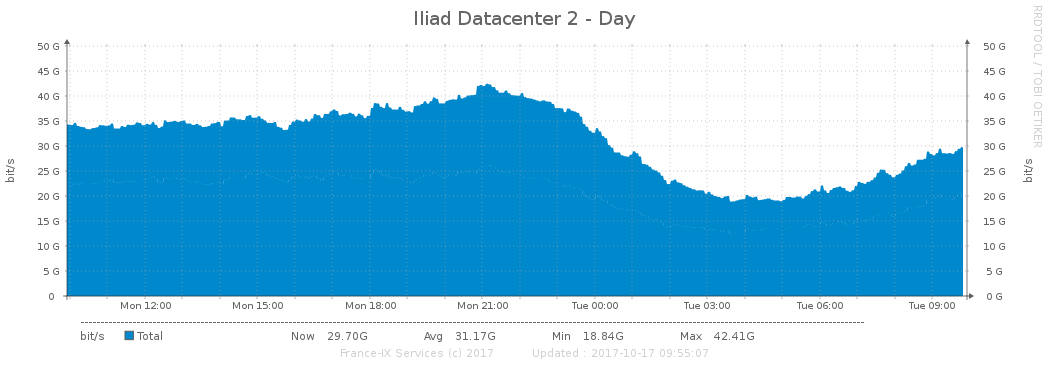 Iliad Datacenter 2 - Day
RRDTOOL / TOBI OETIKER
50 G 50 G
45 G 45 G
40 G 40 G
35 G 35 G
30 G 30 G
25 G 25 G
20 G 20 G
15 G 15 G
10 G 10 G
5 G 5 G
0 0 G
bit/s bit/s
Mon 12:00 Mon 15:00 Mon 18:00 Mon 21:00 Tue 00:00 Tue 03:00 Tue 06:00 Tue 09:00
bit/s Total Now 29.70G Avg 31.17G Min 18.84G Max 42.41G
France-IX Services (c) 2017 Updated : 2017-10-17 09:55:07